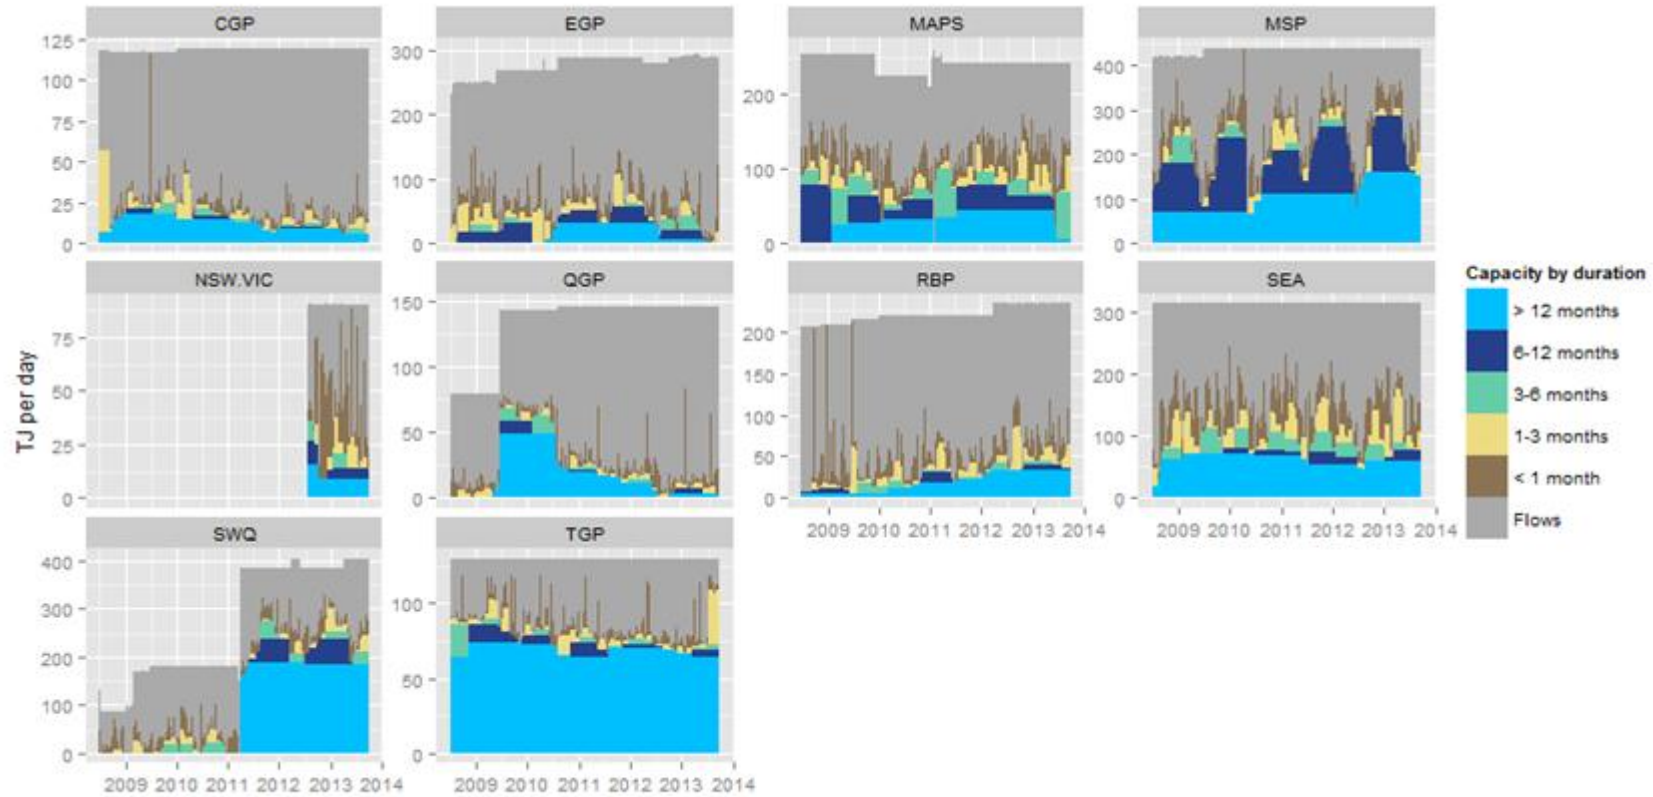 CGP
EGP
MAPS
MSP
125
100
75
50
25
0
300
200
100
0
200
100
0
400
300
200
100
0
NSW.VIC
QGP
RBP
SEA
TJ per day
75
50
25
0
150
100
50
0
200
150
100
50
0
300
200
100
0
2009 2010 2011 2012 2013 2014
2009 2010 2011 2012 2013 2014
Capacity by duration
> 12 months
6-12 months
3-6 months
1-3 months
< 1 month
Flows
SWQ
TGP
400
300
200
100
0
100
50
0
2009 2010 2011 2012 2013 2014
2009 2010 2011 2012 2013 2014